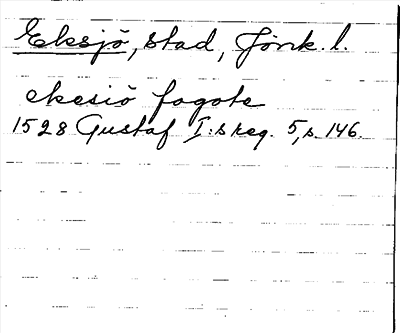 Eksjö, stad, Jönk. l.
ekesiö fogote
1528 Gustaf I:s reg. 5, s. 146.